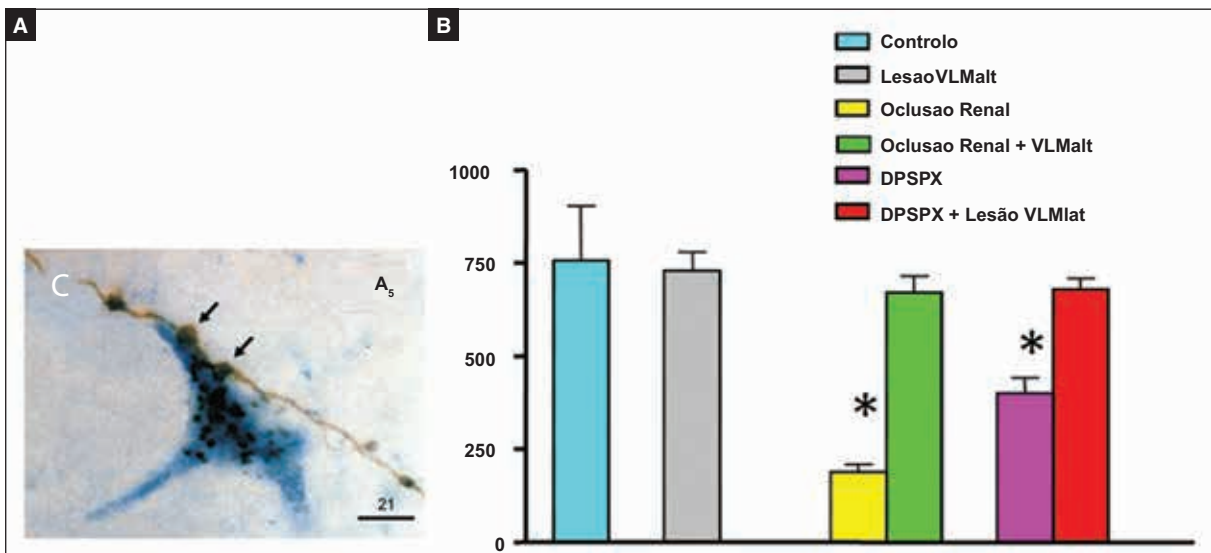 A
C
A5
21
B
Controlo
LesaoVLMalt
Oclusao Renal
Oclusao Renal + VLMalt
DPSPX
DPSPX + Lesão VLMlat
1000
750
500
250
0
*
*